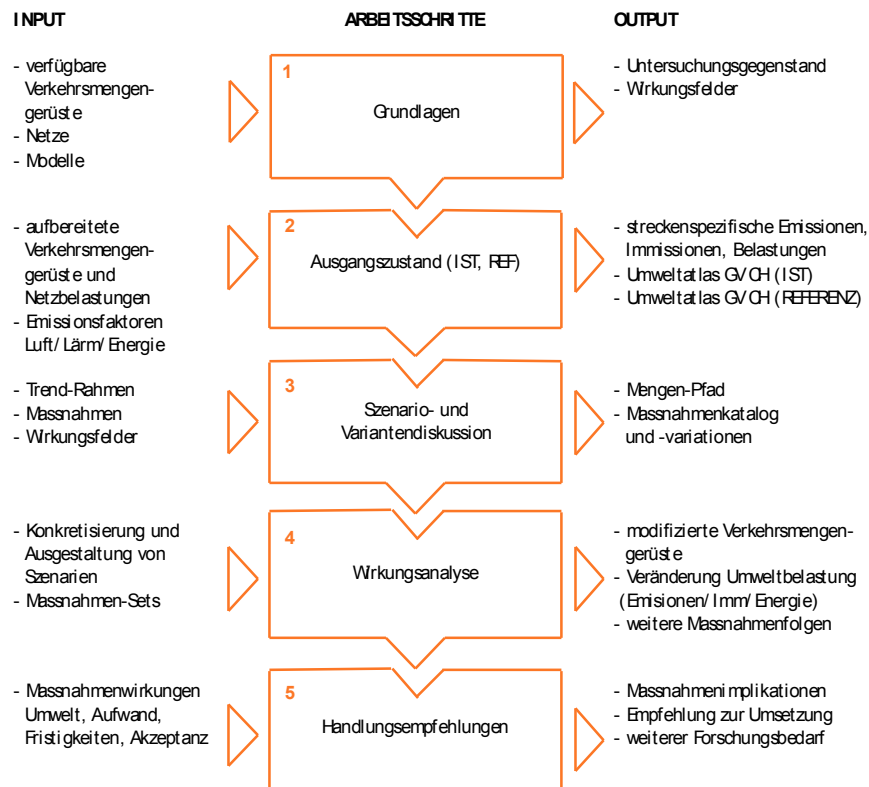 INPUT
ARBEITSSCHRITTE
OUTPUT
- verfügbare
Verkehrsmengen-
gerüste
- Netze
- Modelle
1
Grundlagen
- Untersuchungsgegenstand
- Wirkungsfelder
- aufbereitete
Verkehrsmengen-
gerüste und
Netzbelastungen
- Emissionsfaktoren
Luft/Lärm/Energie
2
Ausgangszustand (IST, REF)
- streckenspezifische Emissionen,
Immissionen, Belastungen
- Umweltatlas GVCH (IST)
- Umweltatlas GVCH (REFERENZ)
- Trend-Rahmen
- Massnahmen
- Wirkungsfelder
3
Szenario- und
Variantendiskussion
- Mengen-Pfad
- Massnahmenkatalog
und -variationen
- Konkretisierung und
Ausgestaltung von
Szenarien
- Massnahmen-Sets
4
Wirkungsanalyse
- modifizierte Verkehrsmengen-
gerüste
- Veränderung Umweltbelastung
(Emisionen/Imm/Energie)
- weitere Massnahmenfolgen
- Massnahmenwirkungen
Umwelt, Aufwand,
Fristigkeiten, Akzeptanz
5
Handlungsempfehlungen
- Massnahmenimplikationen
- Empfehlung zur Umsetzung
- weiterer Forschungsbedarf